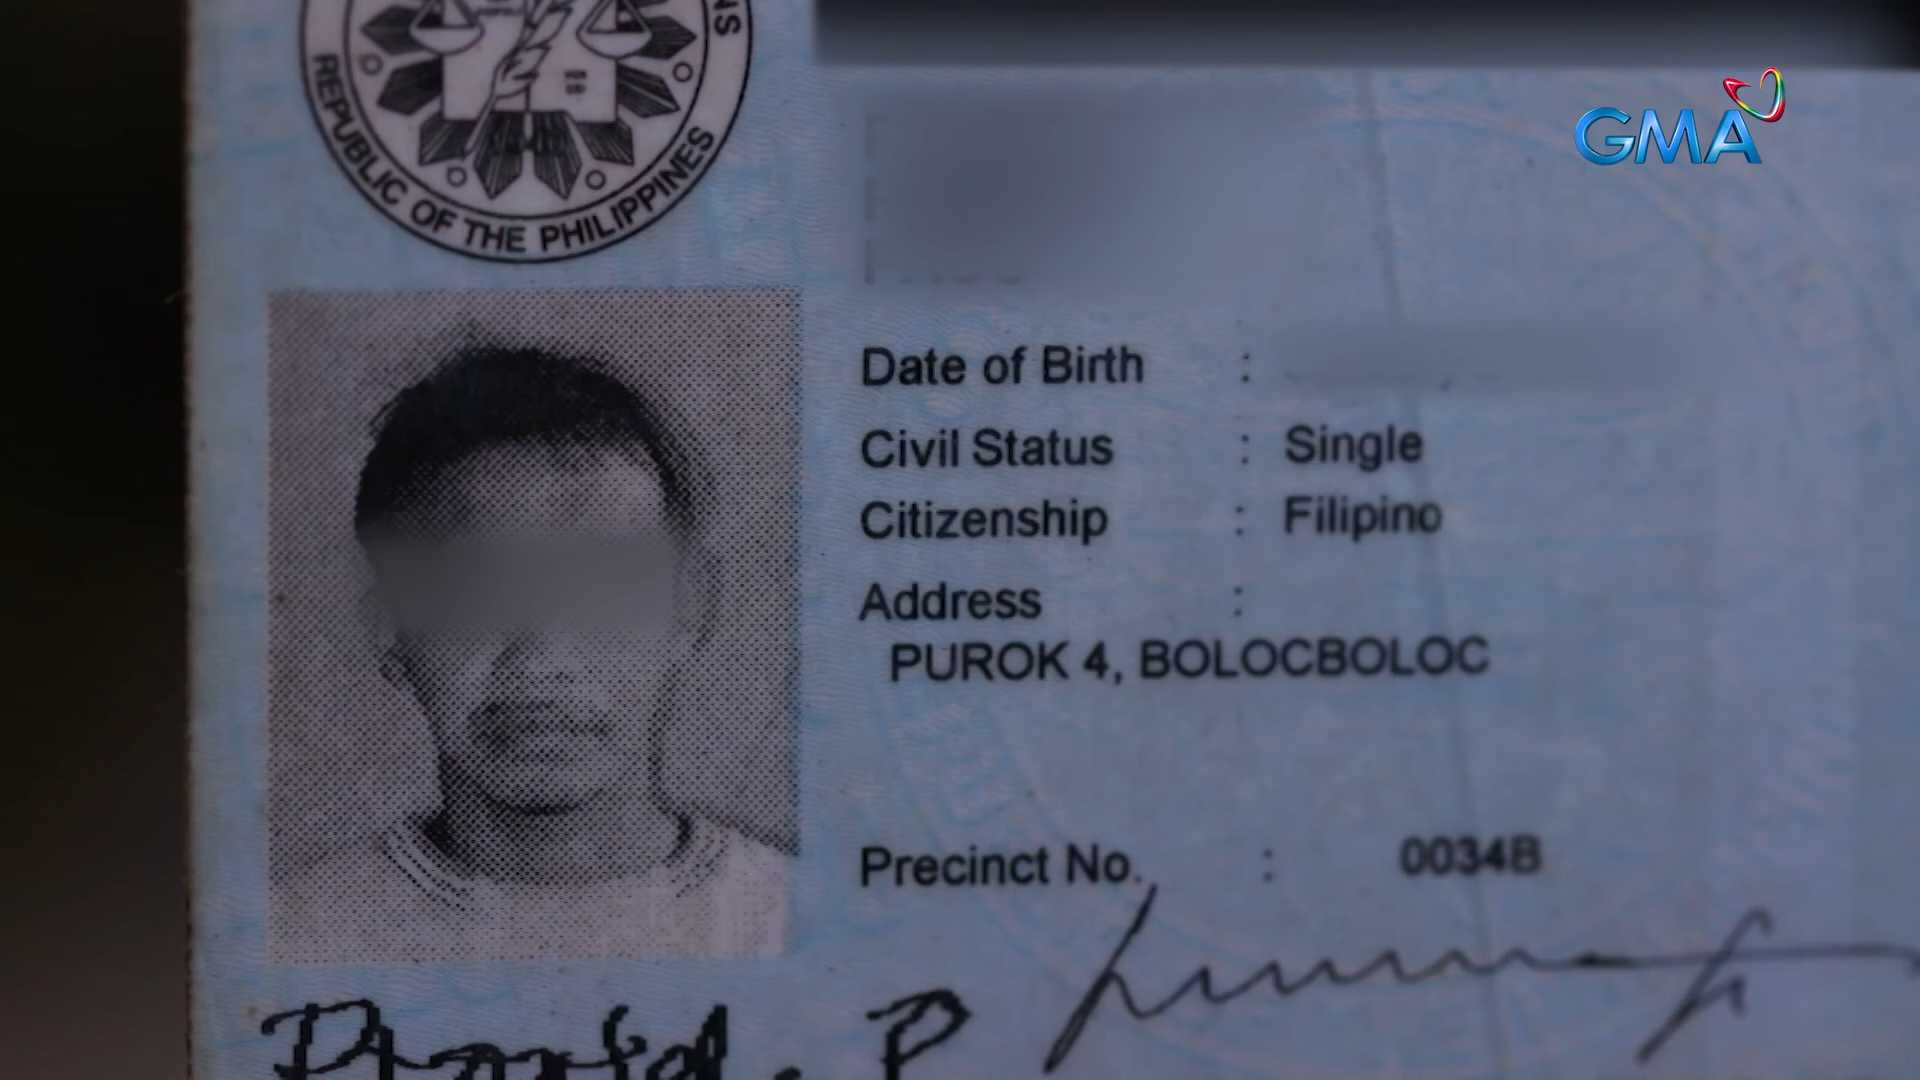 NS
REPUBLIC OF THE PHILIPPINES
GMA
Date of Birth :
Civil Status : Single
Citizenship : Filipino
Address :
PUROK 4, BOLOCBOLOC
Precinct No. : 0034B